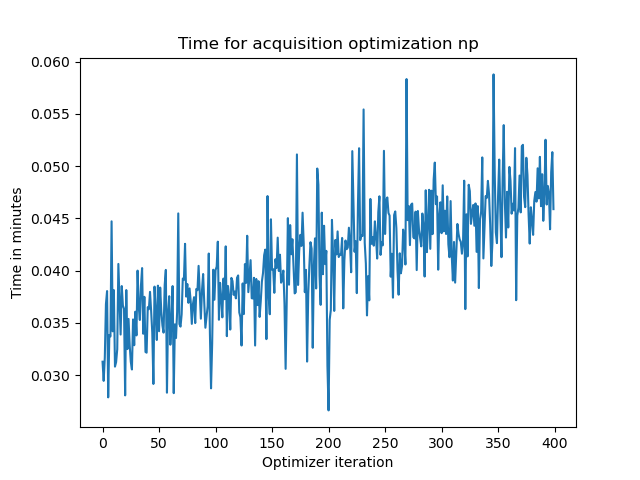 Time for acquisition optimization np
0.060
0.055
0.050
0.045
0.040
0.035
0.030
Time in minutes
0 50 100 150 200 250 300 350 400
Optimizer iteration